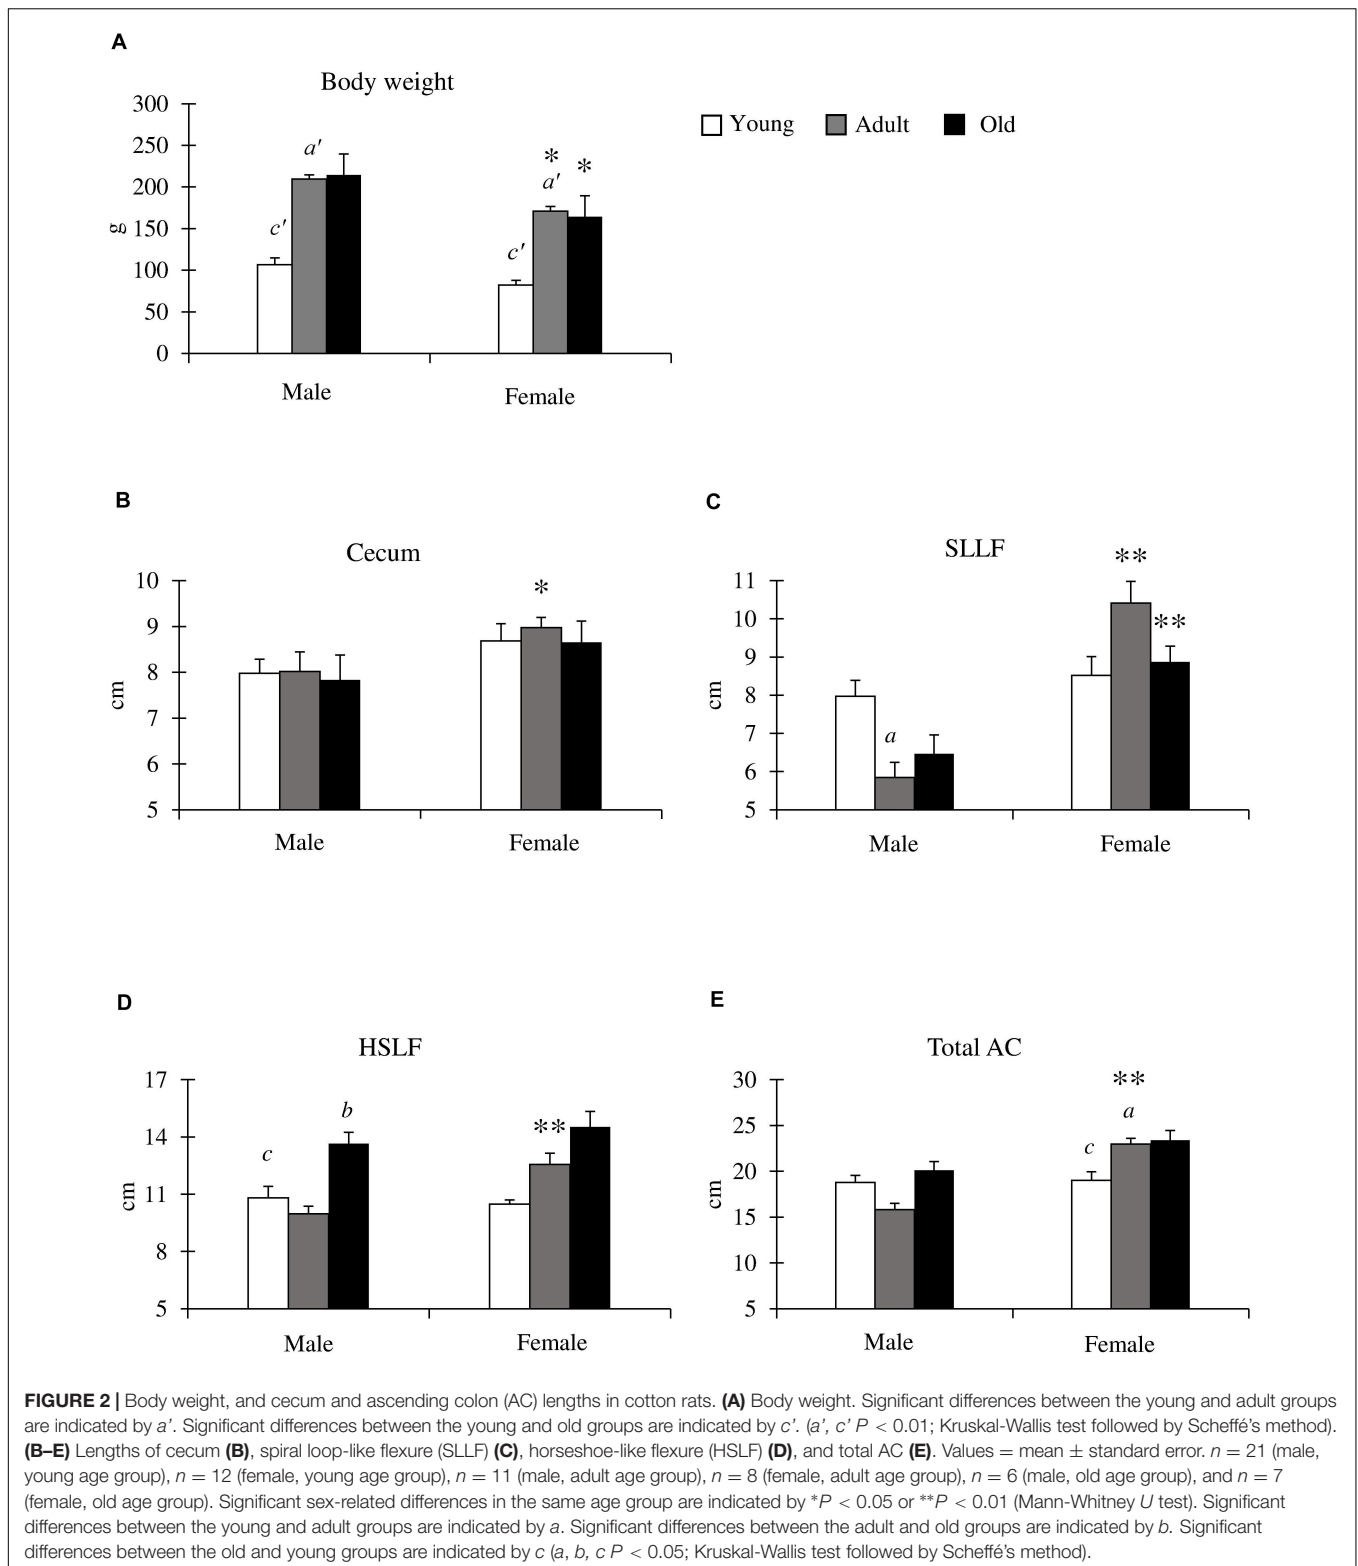 A
Body weight
Young Adult Old
300
250
200
150
100
50
0
g
c′ a′
c′ a′ * *
Male Female
B
Cecum
10
9
8
7
6
5
cm
*
Male Female
C
SLLF
11
10
9
8
7
6
5
cm
a
** **
Male Female
D
HSLF
17
14
11
8
5
cm
c b
**
Male Female
E
Total AC
30
25
20
15
10
5
cm
**
c a
Male Female
FIGURE 2 | Body weight, and cecum and ascending colon (AC) lengths in cotton rats. (A) Body weight. Significant differences between the young and adult groups
are indicated by a’. Significant differences between the young and old groups are indicated by c’. (a’, c’ P < 0.01; Kruskal-Wallis test followed by Scheffé’s method).
(B–E) Lengths of cecum (B), spiral loop-like flexure (SLLF) (C), horseshoe-like flexure (HSLF) (D), and total AC (E). Values = mean ± standard error. n = 21 (male,
young age group), n = 12 (female, young age group), n = 11 (male, adult age group), n = 8 (female, adult age group), n = 6 (male, old age group), and n = 7
(female, old age group). Significant sex-related differences in the same age group are indicated by *P < 0.05 or **P < 0.01 (Mann-Whitney U test). Significant
differences between the young and adult groups are indicated by a. Significant differences between the adult and old groups are indicated by b. Significant
differences between the old and young groups are indicated by c (a, b, c P < 0.05; Kruskal-Wallis test followed by Scheffé’s method).